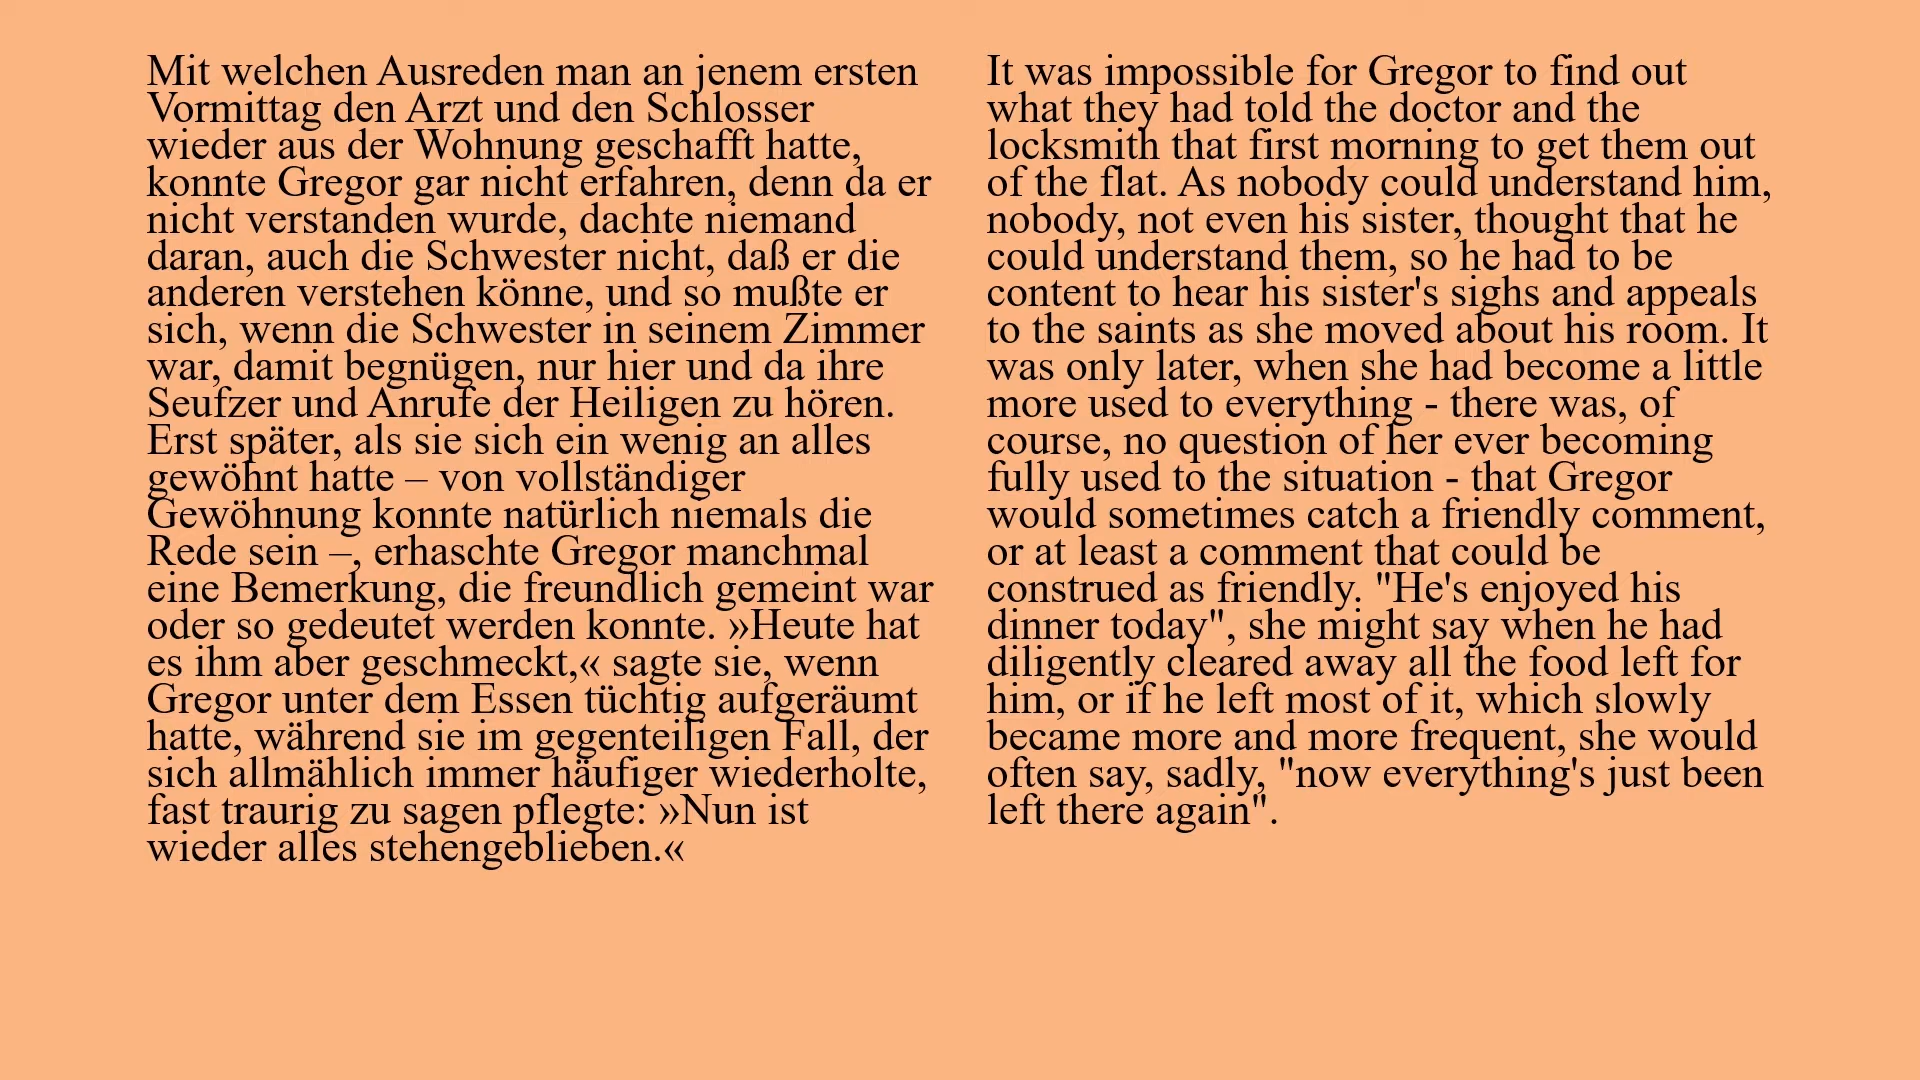 Mit welchen Ausreden man an jenem ersten
Vormittag den Arzt und den Schlosser
wieder aus der Wohnung geschafft hatte,
konnte Gregor gar nicht erfahren, denn da er
nicht verstanden wurde, dachte niemand
daran, auch die Schwester nicht, daß er die
anderen verstehen könne, und so mußte er
sich, wenn die Schwester in seinem Zimmer
war, damit begnügen, nur hier und da ihre
Seufzer und Anrufe der Heiligen zu hören.
Erst später, als sie sich ein wenig an alles
gewöhnt hatte – von vollständiger
Gewöhnung konnte natürlich niemals die
Rede sein –, erhaschte Gregor manchmal
eine Bemerkung, die freundlich gemeint war
oder so gedeutet werden konnte. »Heute hat
es ihm aber geschmeckt,« sagte sie, wenn
Gregor unter dem Essen tüchtig aufgeräumt
hatte, während sie im gegenteiligen Fall, der
sich allmählich immer häufiger wiederholte,
fast traurig zu sagen pflegte: »Nun ist
wieder alles stehengeblieben.«
It was impossible for Gregor to find out
what they had told the doctor and the
locksmith that first morning to get them out
of the flat. As nobody could understand him,
nobody, not even his sister, thought that he
could understand them, so he had to be
content to hear his sister's sighs and appeals
to the saints as she moved about his room. It
was only later, when she had become a little
more used to everything - there was, of
course, no question of her ever becoming
fully used to the situation - that Gregor
would sometimes catch a friendly comment,
or at least a comment that could be
construed as friendly. "He's enjoyed his
dinner today", she might say when he had
diligently cleared away all the food left for
him, or if he left most of it, which slowly
became more and more frequent, she would
often say, sadly, "now everything's just been
left there again".